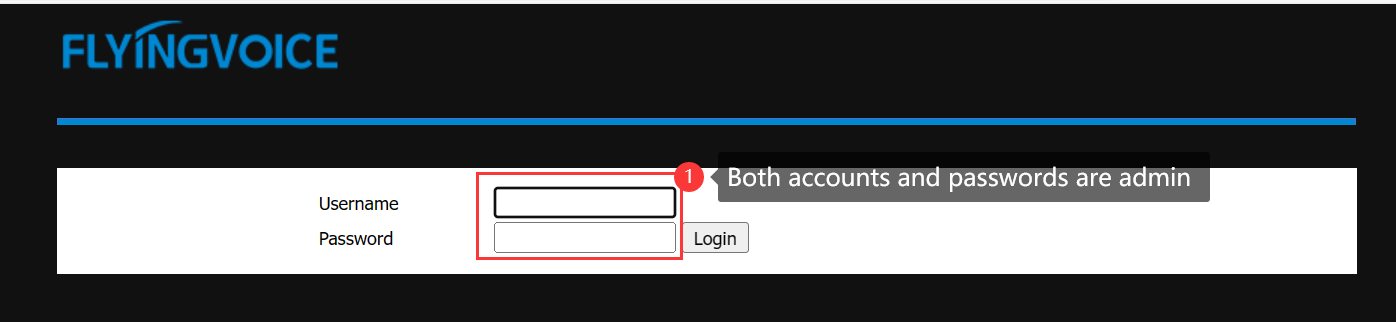 FLYINGVOICE
1 Both accounts and passwords are admin
Username
Password Login